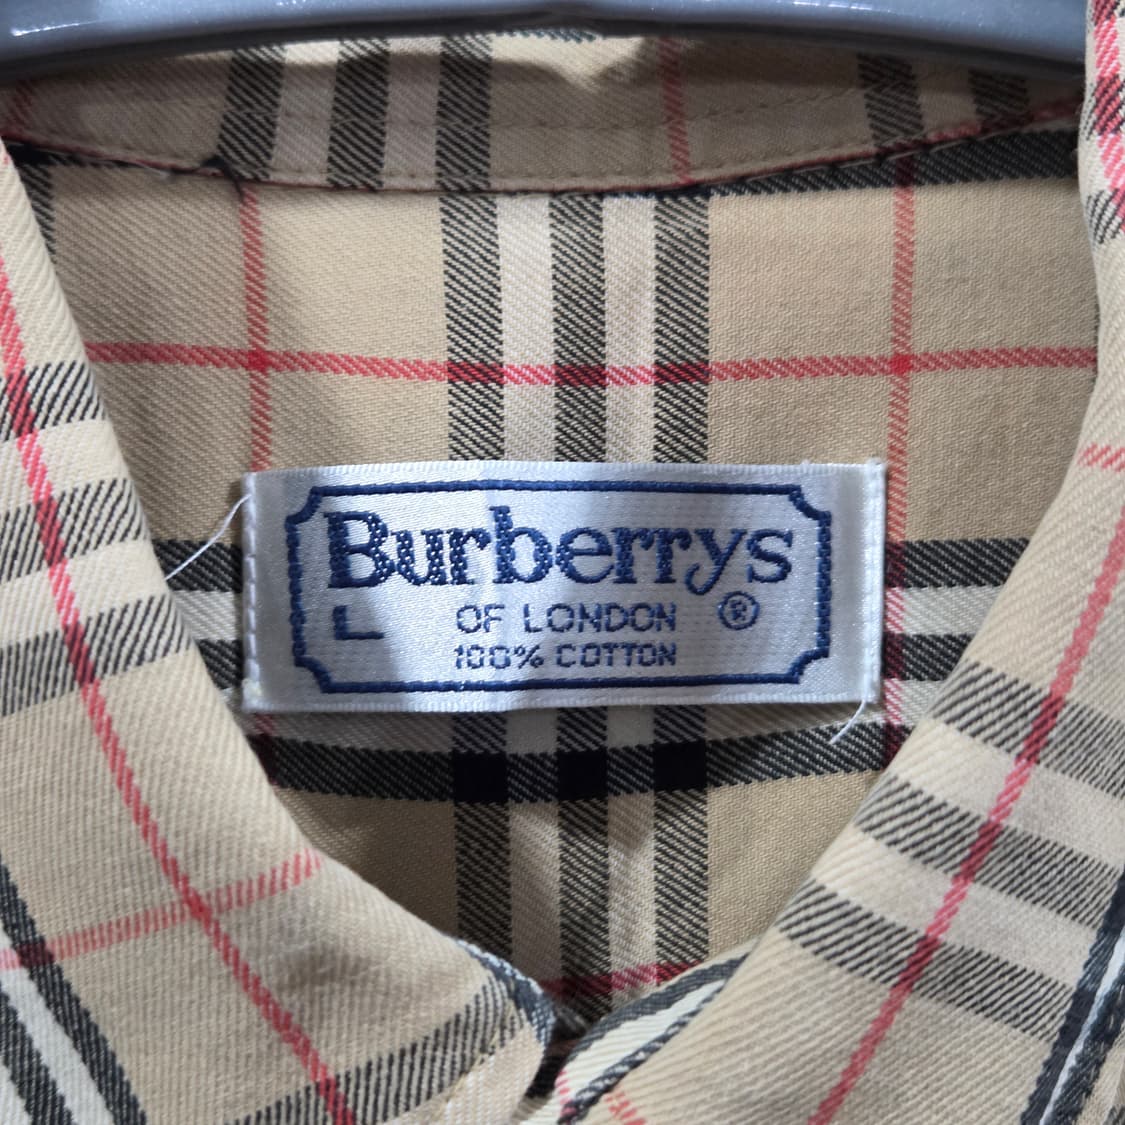 Burberrys
L OF LONDON ®
100% COTTON